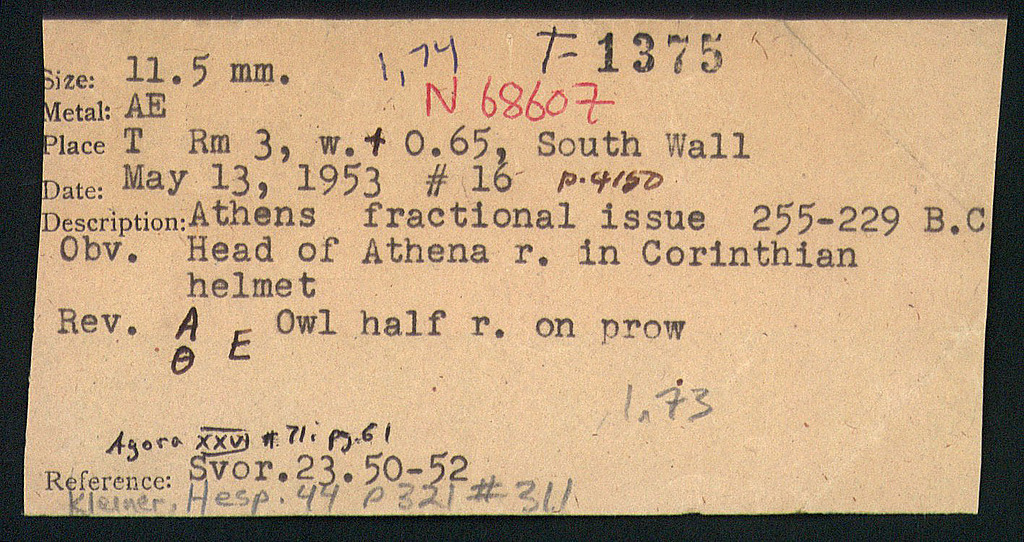 1,74 T-1375
Size: 11.5 mm.
N 68607
Metal: AE
Place T Rm 3, w.+ 0.65, South Wall
Date: May 13, 1953 # 16 p.4150
Description: Athens fractional issue 255-229 B.C
Obv. Head of Athena r. in Corinthian
helmet
Rev. A Owl half r. on prow
Θ E
1,73
Agora XXVI #71: pg.61
Reference: Svor.23.50-52
Kleiner, Hesp. 44 p 321 # 311